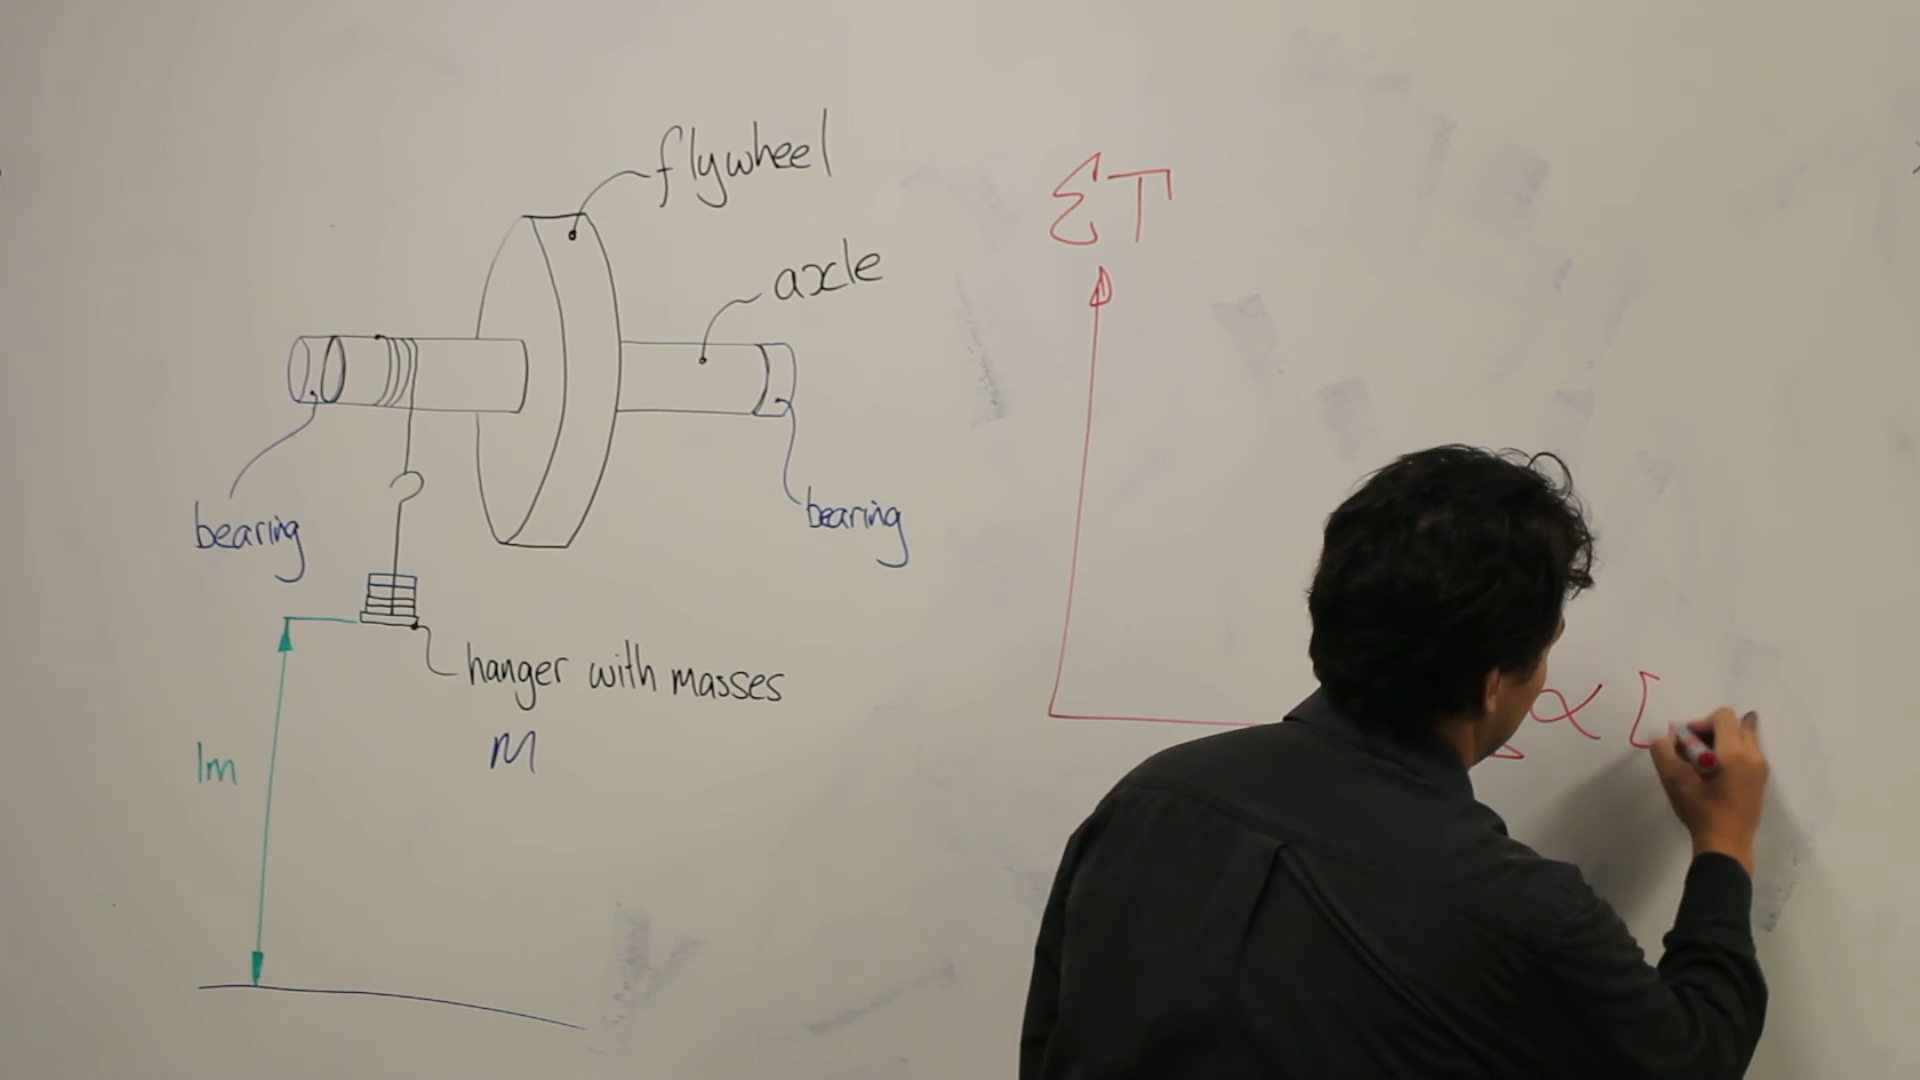 flywheel
axle
bearing
bearing
hanger with masses
M
1m
ΣT
α [